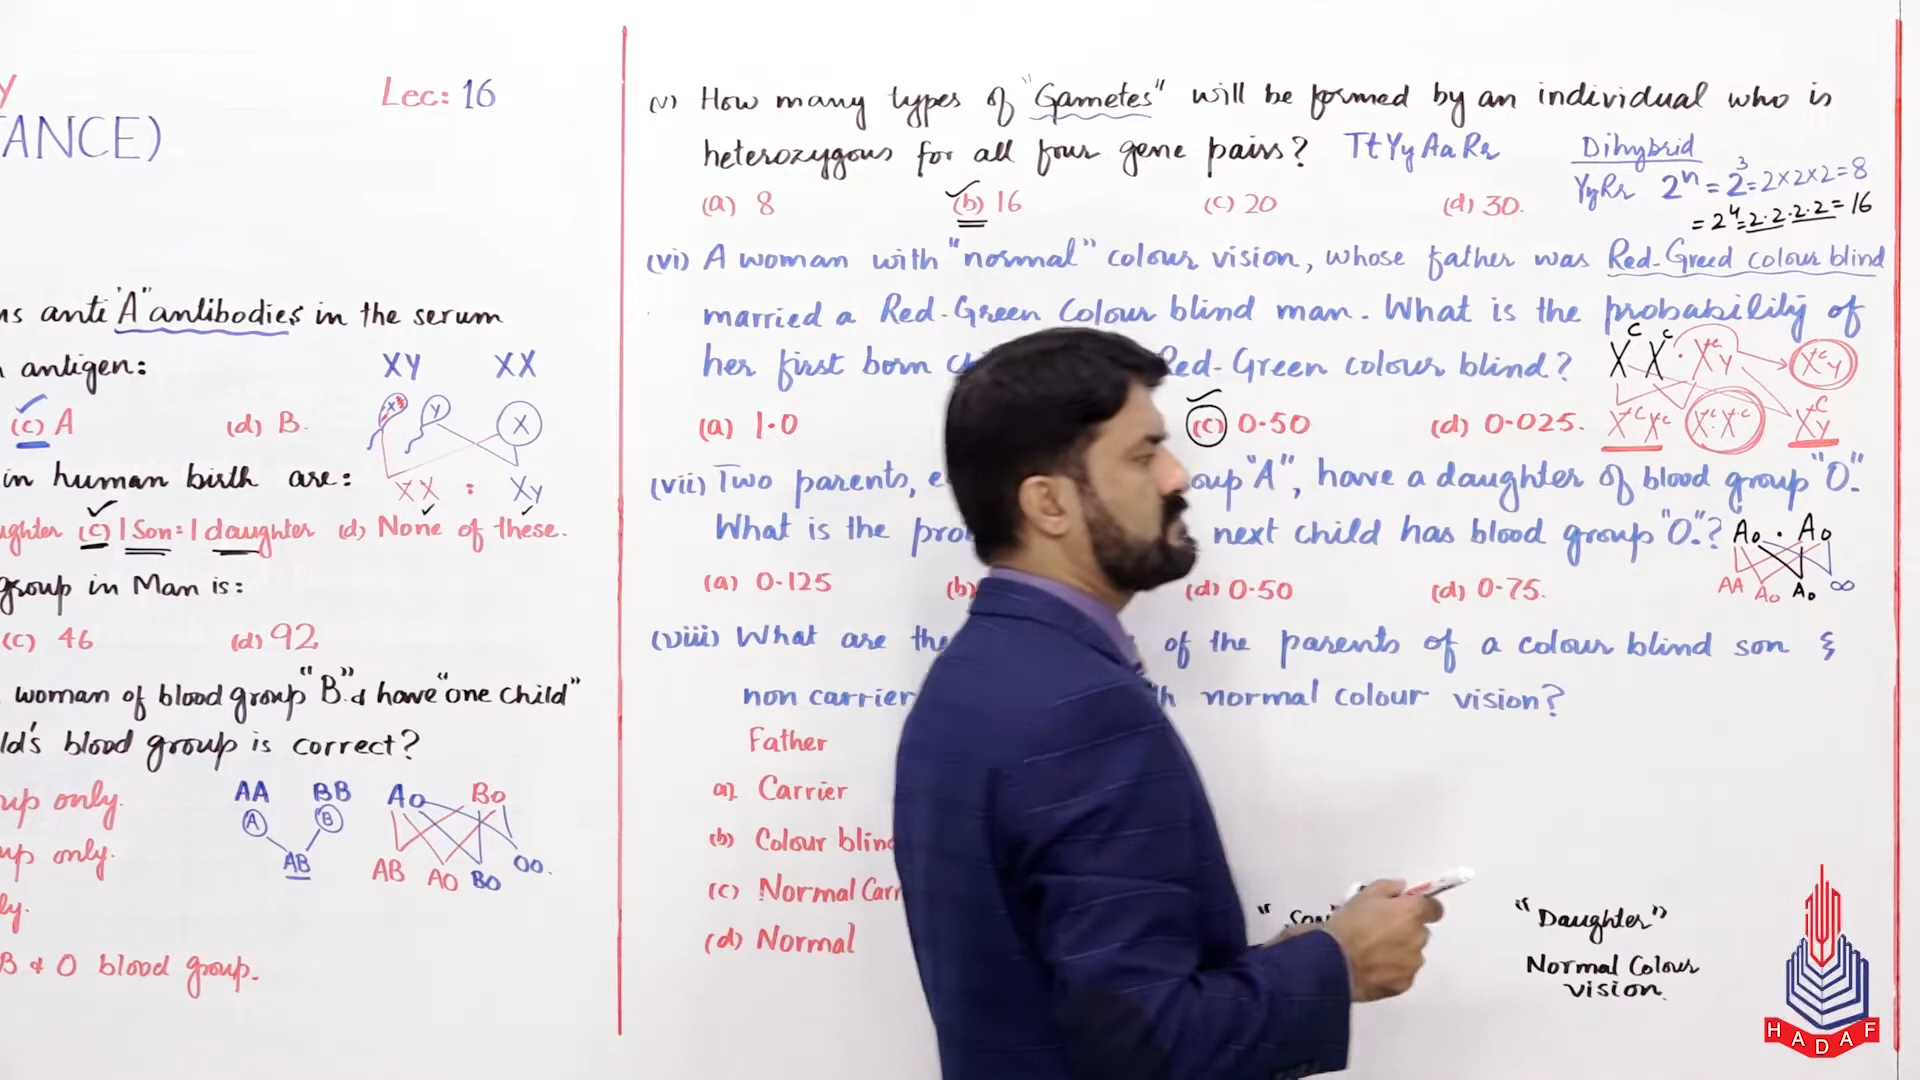 Lec: 16
TANCE)
ns anti "A" antibodies in the serum
antigen:
XY XX
(c) A (d) B.
X Y X
in human birth are:
XX : Xy
ughter (c) 1 Son = 1 daughter (d) None of these.
group in Man is:
(c) 46 (d) 92
woman of blood group "B" & have "one child"
ld's blood group is correct?
up only.
AA BB Ao Bo
A B
up only.
AB
AB AO BO OO.
ly.
B & O blood group.
(v) How many types of "Gametes" will be formed by an individual who is
heterozygous for all four gene pairs? TtYyAaRr
Dihybrid
YyRr 2ⁿ = 2³ = 2×2×2 = 8
= 2⁴ = 2·2·2·2 = 16
(a) 8 (b) 16 (c) 20 (d) 30.
(vi) A woman with "normal" colour vision, whose father was Red-Greed colour blind
married a Red-Green Colour blind man. What is the probability of
her first born Red-Green colour blind?
(a) 1.0 (c) 0.50 (d) 0.025.
(vii) Two parents, "A", have a daughter of blood group "O".
What is the next child has blood group "O."?
Ao . Ao
AA Ao Ao oo
(a) 0.125 (b) (d) 0.50 (d) 0.75.
(viii) What are the of the parents of a colour blind son &
non carrier normal colour vision?
Father
a) Carrier
(b) Colour blind
(c) Normal Carr
(d) Normal
"Son" "Daughter"
Normal Colour
vision.
HADAF